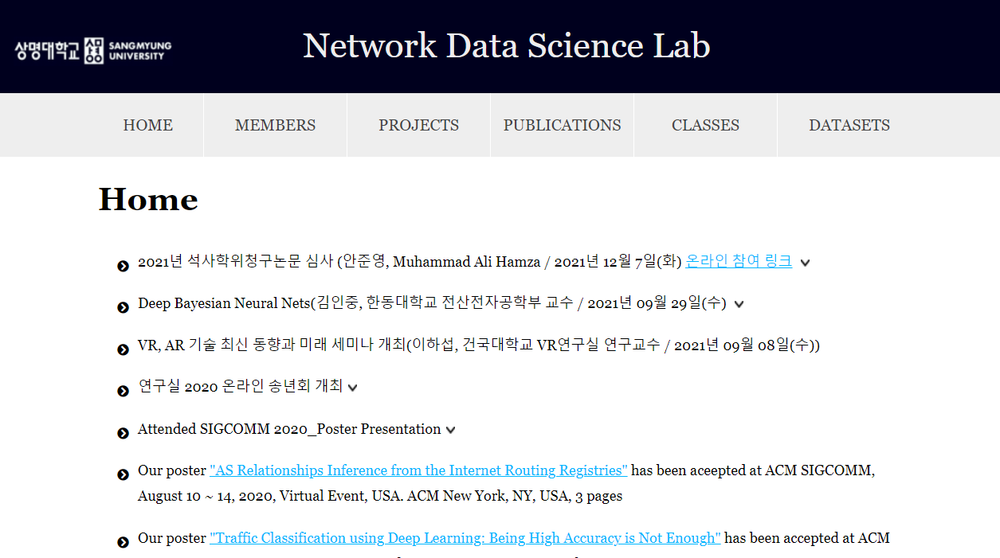 상명대학교 SANGMYUNG UNIVERSITY
Network Data Science Lab
HOME MEMBERS PROJECTS PUBLICATIONS CLASSES DATASETS
Home
2021년 석사학위청구논문 심사 (안준영, Muhammad Ali Hamza / 2021년 12월 7일(화) 온라인 참여 링크
Deep Bayesian Neural Nets(김인중, 한동대학교 전산전자공학부 교수 / 2021년 09월 29일(수)
VR, AR 기술 최신 동향과 미래 세미나 개최(이하섭, 건국대학교 VR연구실 연구교수 / 2021년 09월 08일(수))
연구실 2020 온라인 송년회 개최
Attended SIGCOMM 2020_Poster Presentation
Our poster "AS Relationships Inference from the Internet Routing Registries" has been aceepted at ACM SIGCOMM,
August 10 ~ 14, 2020, Virtual Event, USA. ACM New York, NY, USA, 3 pages
Our poster "Traffic Classification using Deep Learning: Being High Accuracy is Not Enough" has been accepted at ACM